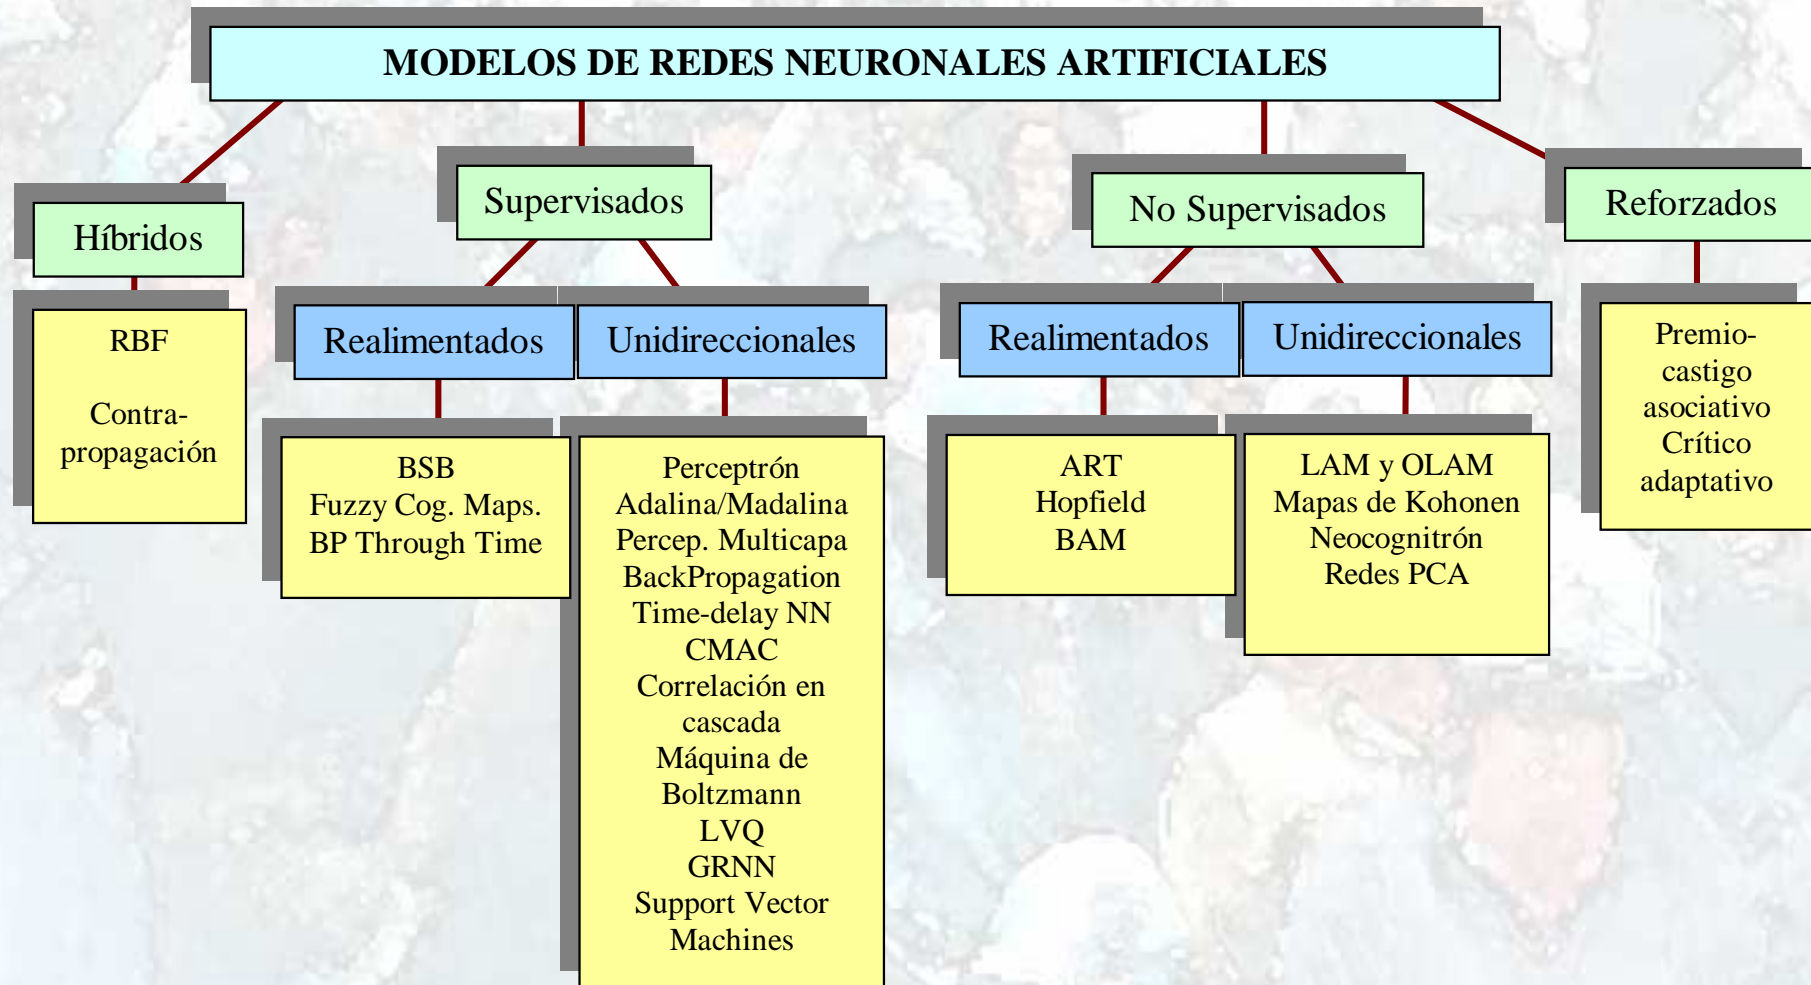 MODELOS DE REDES NEURONALES ARTIFICIALES
Híbridos
Supervisados
No Supervisados
Reforzados
RBF
Contra-
propagación
Realimentados
Unidireccionales
BSB
Fuzzy Cog. Maps.
BP Through Time
Perceptrón
Adalina/Madalina
Percep. Multicapa
BackPropagation
Time-delay NN
CMAC
Correlación en
cascada
Máquina de
Boltzmann
LVQ
GRNN
Support Vector
Machines
Realimentados
Unidireccionales
ART
Hopfield
BAM
LAM y OLAM
Mapas de Kohonen
Neocognitrón
Redes PCA
Premio-
castigo
asociativo
Crítico
adaptativo